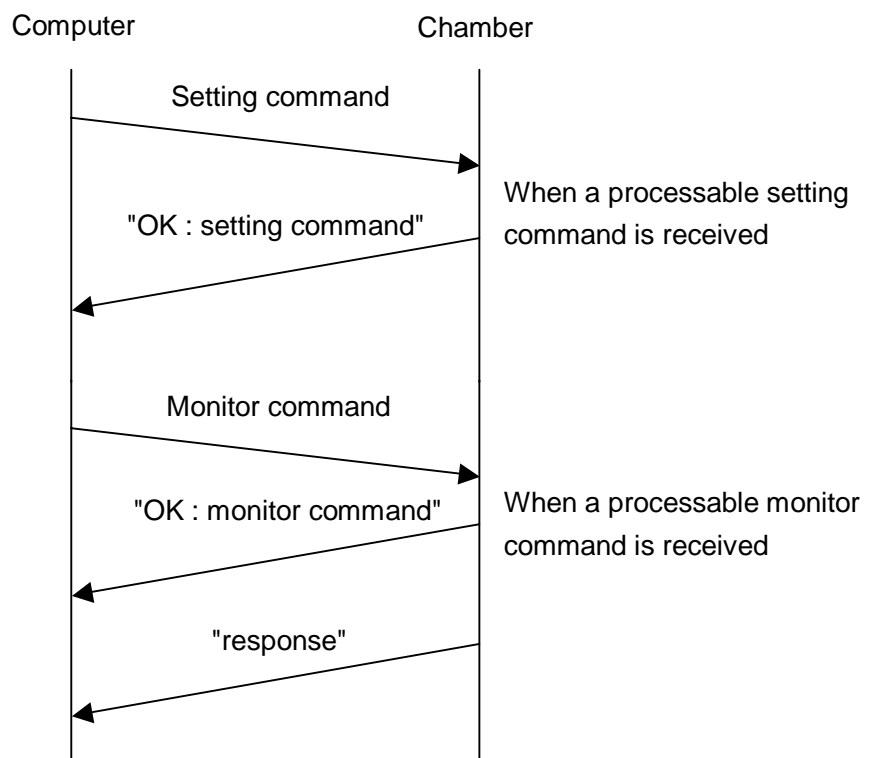 Computer
Chamber
Setting command
When a processable setting
command is received
"OK : setting command"
Monitor command
"OK : monitor command"
When a processable monitor
command is received
"response"